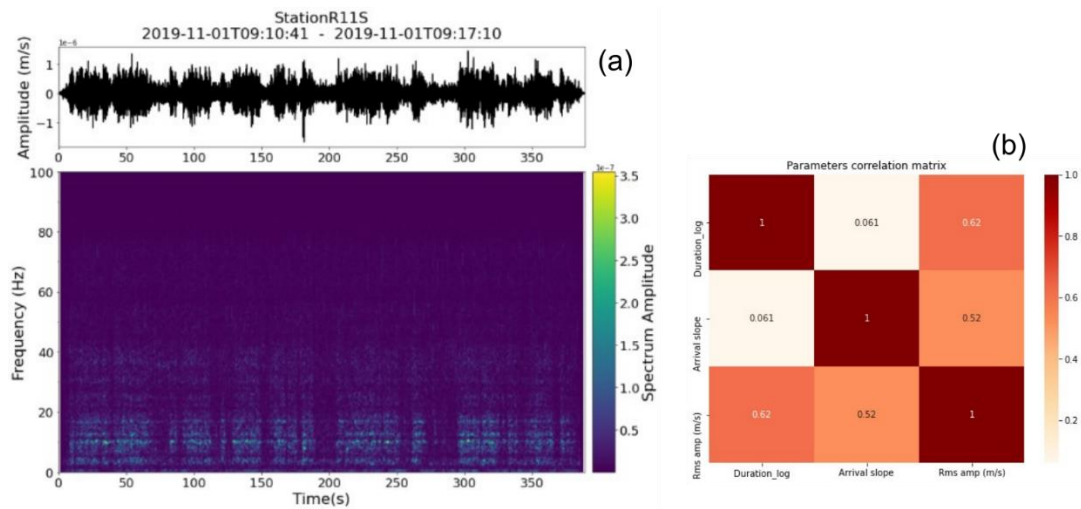 StationR11S
2019-11-01T09:10:41 - 2019-11-01T09:17:10
(a)
1e-6
Amplitude (m/s)
1
0
−1
0 50 100 150 200 250 300 350
Frequency (Hz)
100
80
60
40
20
0
0 50 100 150 200 250 300 350
Time(s)
1e-7
3.5
3.0
2.5
2.0
1.5
1.0
0.5
Spectrum Amplitude
(b)
Parameters correlation matrix
Duration_log
Arrival slope
Rms amp (m/s)
1 0.061 0.62
0.061 1 0.52
0.62 0.52 1
Duration_log Arrival slope Rms amp (m/s)
1.0
0.8
0.6
0.4
0.2